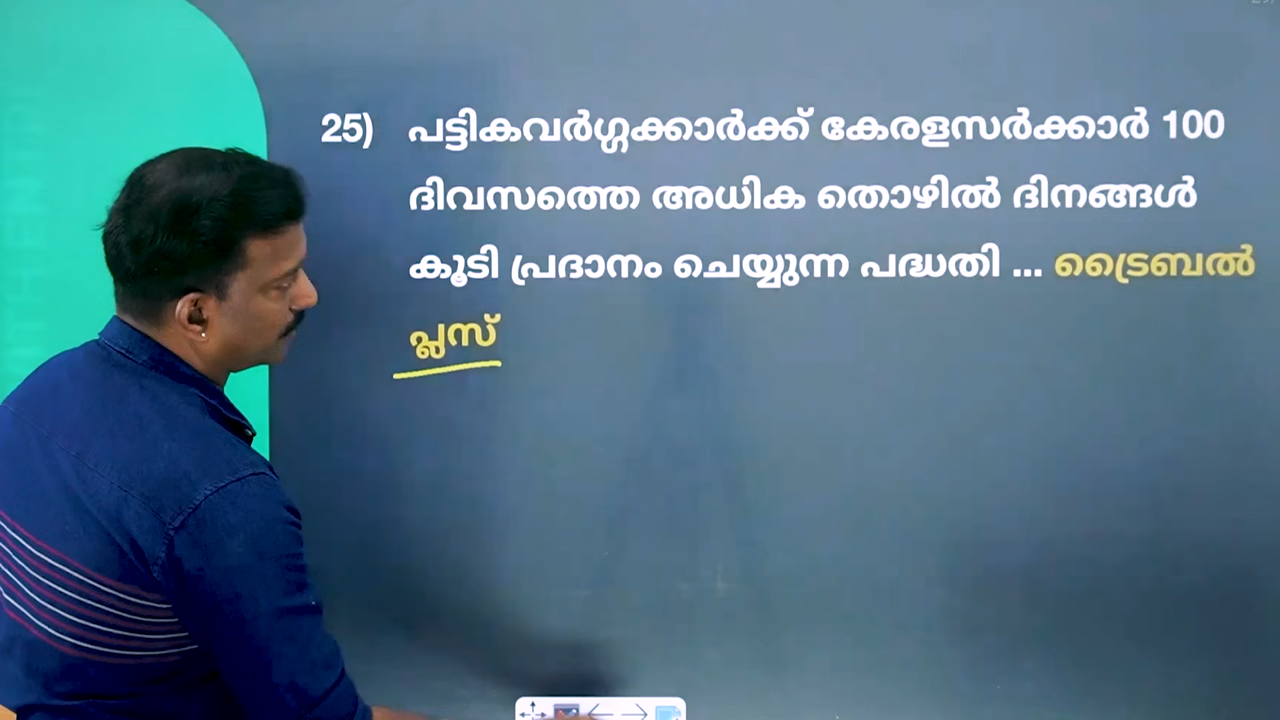 25) പട്ടികവർഗ്ഗക്കാർക്ക് കേരളസർക്കാർ 100
ദിവസത്തെ അധിക തൊഴിൽ ദിനങ്ങൾ
കൂടി പ്രദാനം ചെയ്യുന്ന പദ്ധതി ... ട്രൈബൽ
പ്ലസ്